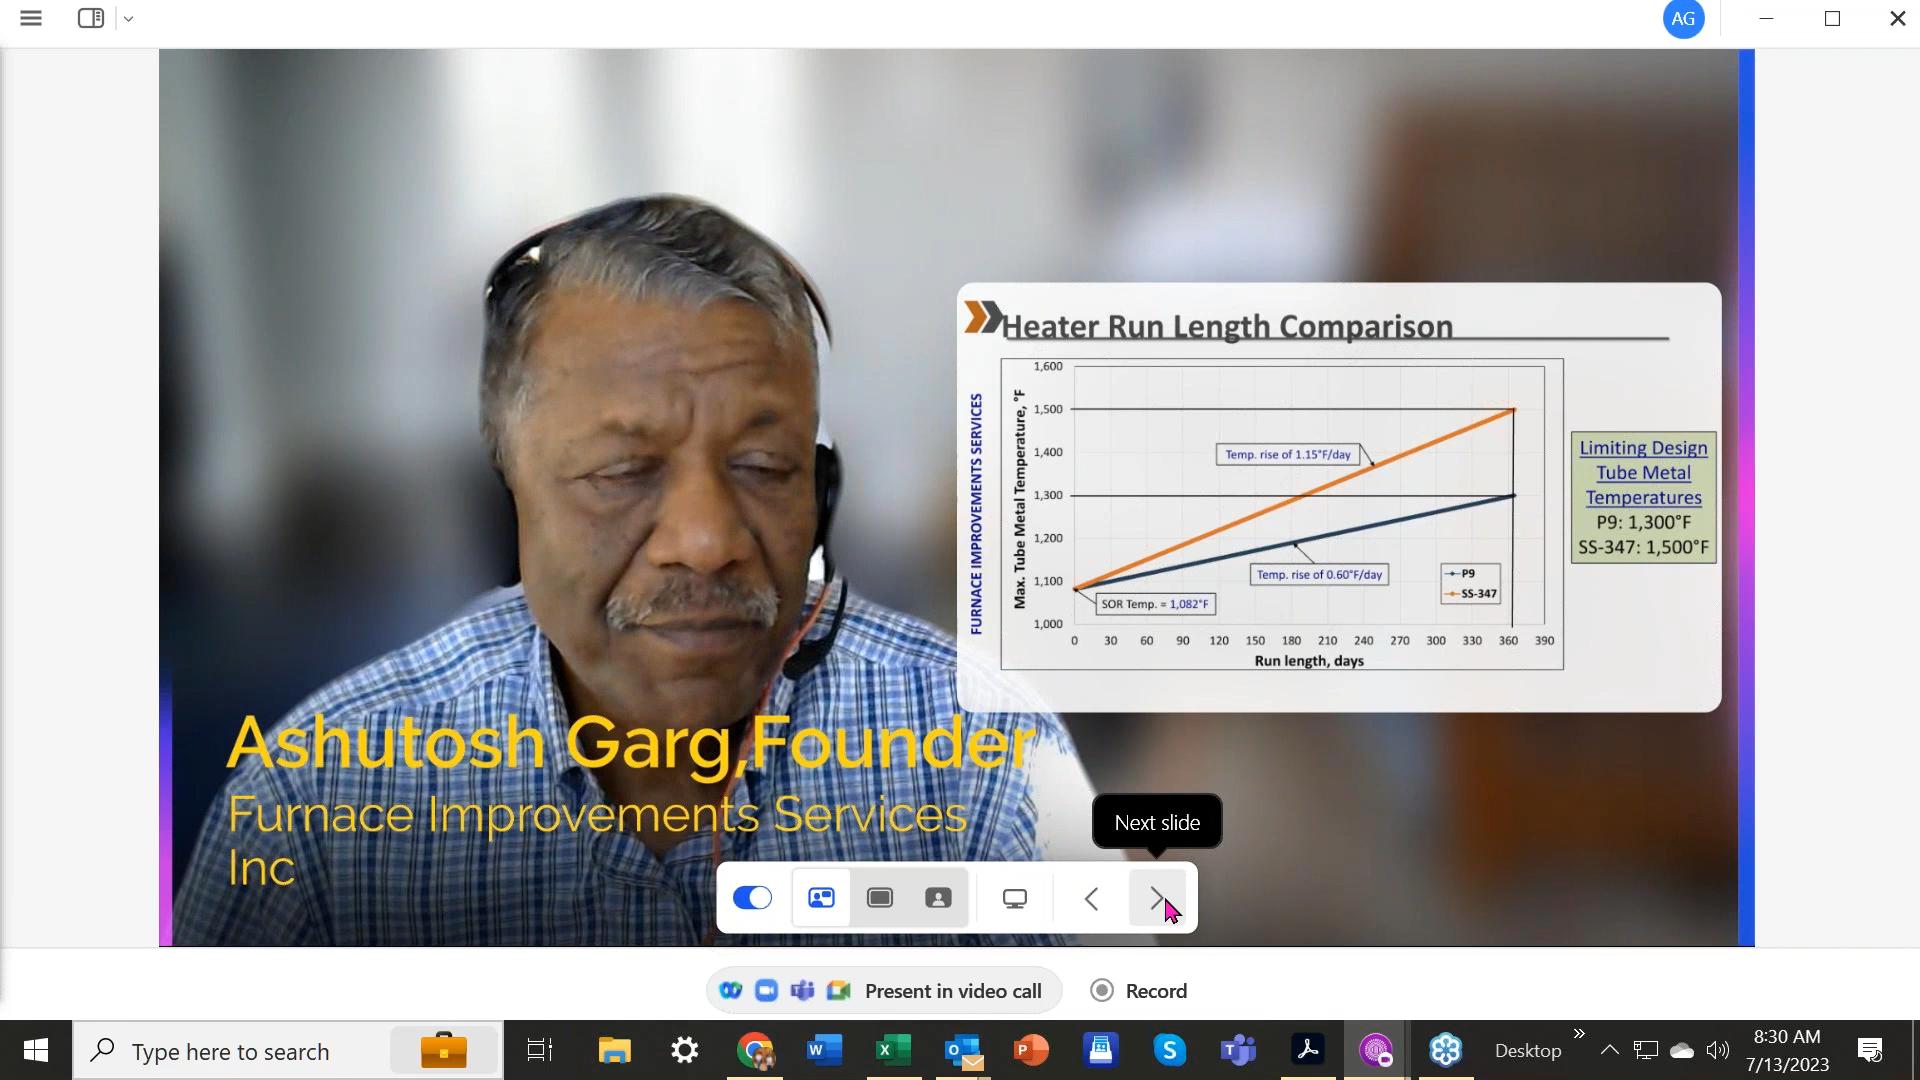 AG
Heater Run Length Comparison
FURNACE IMPROVEMENTS SERVICES
Max. Tube Metal Temperature, °F
1,600
1,500
1,400
1,300
1,200
1,100
1,000
Temp. rise of 1.15°F/day
Temp. rise of 0.60°F/day
SOR Temp. = 1,082°F
P9
SS-347
0 30 60 90 120 150 180 210 240 270 300 330 360 390
Run length, days
Limiting Design
Tube Metal
Temperatures
P9: 1,300°F
SS-347: 1,500°F
Ashutosh Garg,Founder
Furnace Improvements Services
Inc
Next slide
Present in video call
Record
Type here to search
Desktop
8:30 AM
7/13/2023